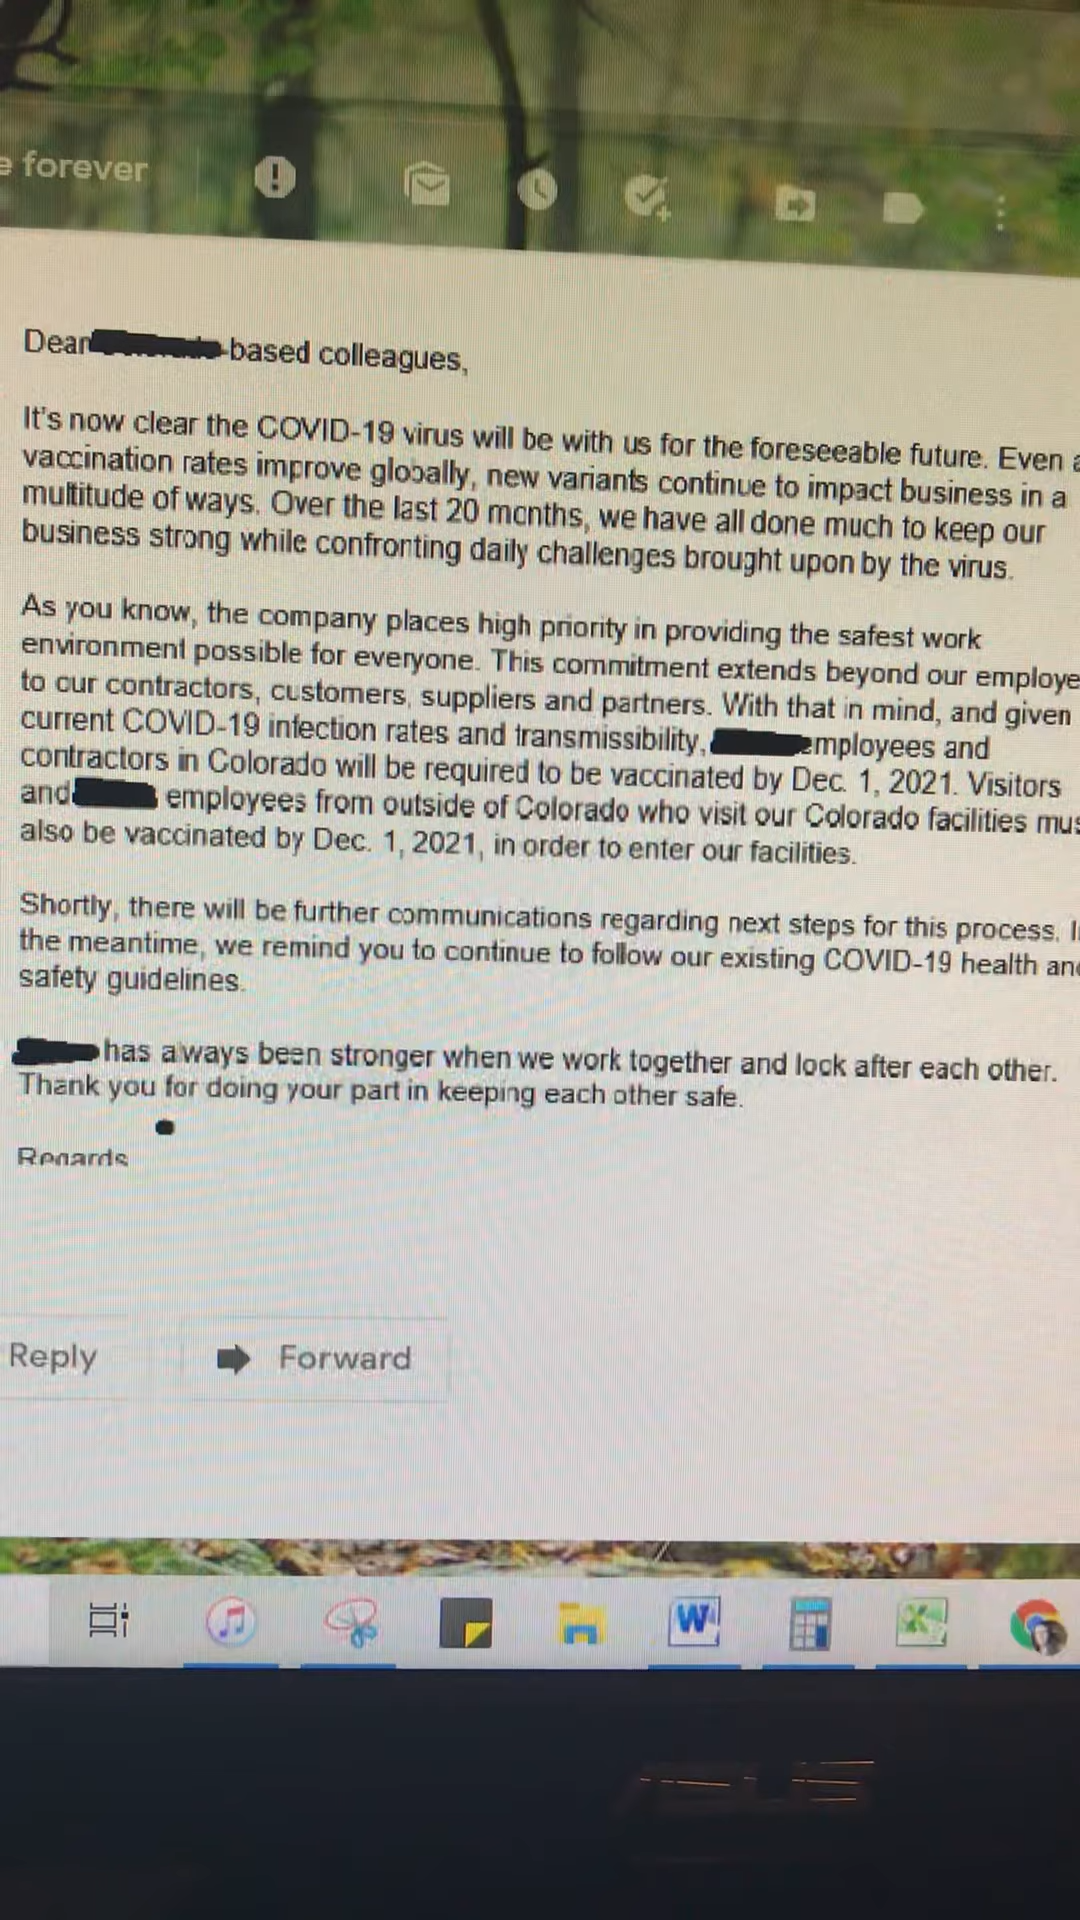 forever
Dear -based colleagues,
It's now clear the COVID-19 virus will be with us for the foreseeable future. Even
vaccination rates improve globally, new variants continue to impact business in a
multitude of ways. Over the last 20 months, we have all done much to keep our
business strong while confronting daily challenges brought upon by the virus.
As you know, the company places high priority in providing the safest work
environment possible for everyone. This commitment extends beyond our employe
to our contractors, customers, suppliers and partners. With that in mind, and given
current COVID-19 infection rates and transmissibility, employees and
contractors in Colorado will be required to be vaccinated by Dec. 1, 2021. Visitors
and employees from outside of Colorado who visit our Colorado facilities mus
also be vaccinated by Dec. 1, 2021, in order to enter our facilities.
Shortly, there will be further communications regarding next steps for this process. I
the meantime, we remind you to continue to follow our existing COVID-19 health an
safety guidelines.
has always been stronger when we work together and look after each other.
Thank you for doing your part in keeping each other safe.
Regards
Reply Forward
W X